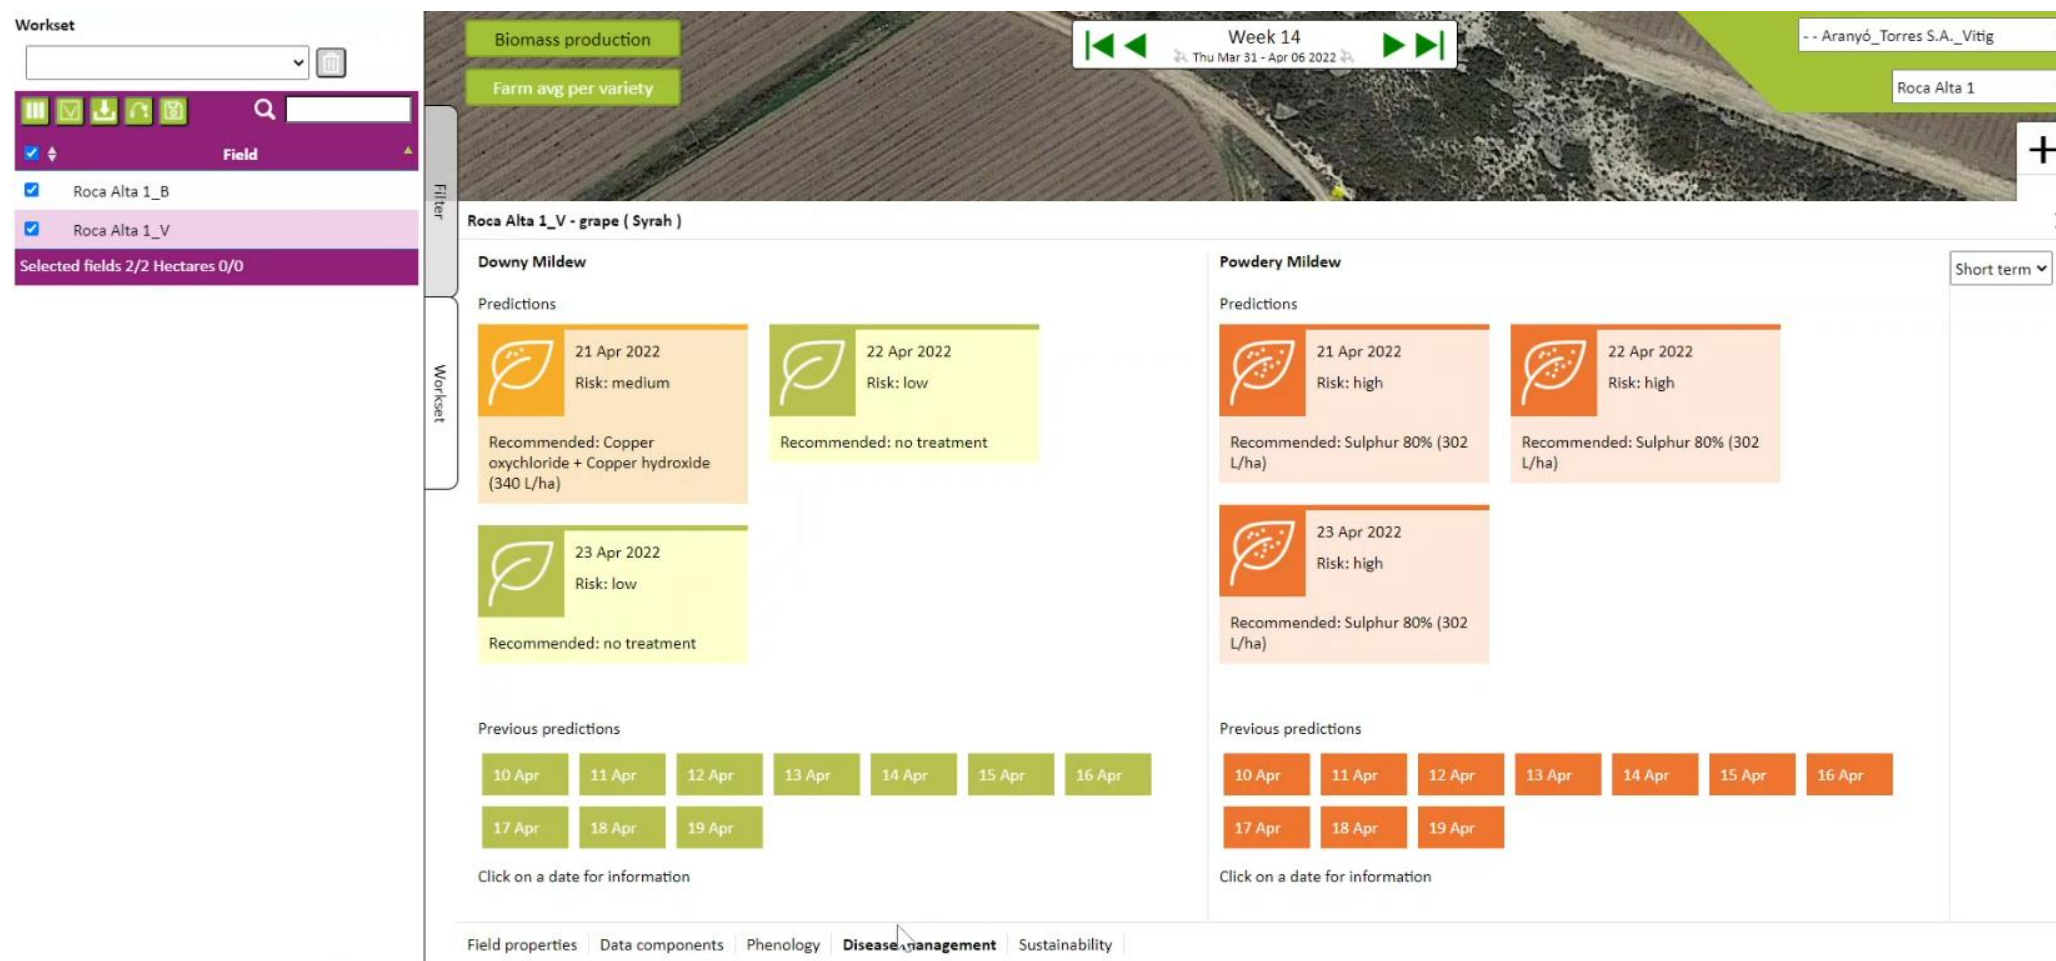 Workset
Field
Roca Alta 1_B
Roca Alta 1_V
Selected fields 2/2 Hectares 0/0
Filter
Workset
Biomass production
Farm avg per variety
Week 14
Thu Mar 31 - Apr 06 2022
- - Aranyó_Torres S.A._Vitig
Roca Alta 1
+
Roca Alta 1_V - grape ( Syrah )
Downy Mildew
Predictions
21 Apr 2022
Risk: medium
Recommended: Copper
oxychloride + Copper hydroxide
(340 L/ha)
22 Apr 2022
Risk: low
Recommended: no treatment
23 Apr 2022
Risk: low
Recommended: no treatment
Previous predictions
10 Apr 11 Apr 12 Apr 13 Apr 14 Apr 15 Apr 16 Apr
17 Apr 18 Apr 19 Apr
Click on a date for information
Powdery Mildew
Short term
Predictions
21 Apr 2022
Risk: high
Recommended: Sulphur 80% (302
L/ha)
22 Apr 2022
Risk: high
Recommended: Sulphur 80% (302
L/ha)
23 Apr 2022
Risk: high
Recommended: Sulphur 80% (302
L/ha)
Previous predictions
10 Apr 11 Apr 12 Apr 13 Apr 14 Apr 15 Apr 16 Apr
17 Apr 18 Apr 19 Apr
Click on a date for information
Field properties Data components Phenology Disease management Sustainability